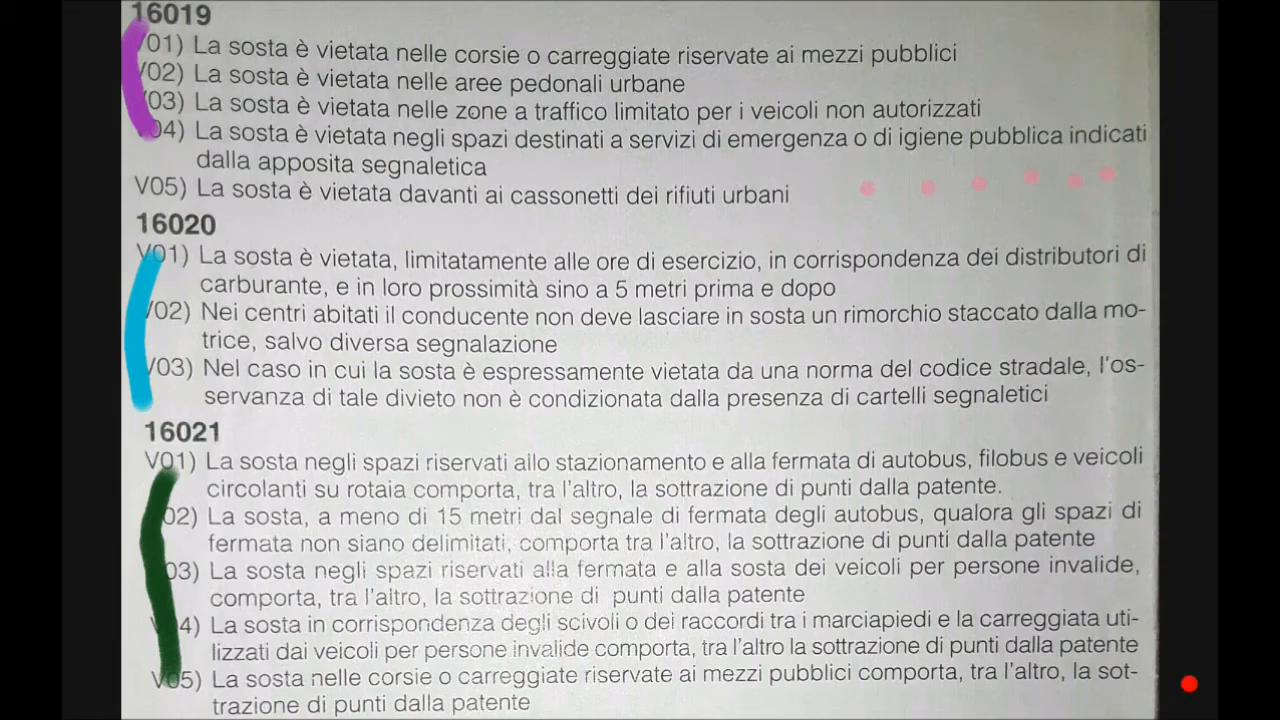 16019
V01) La sosta è vietata nelle corsie o carreggiate riservate ai mezzi pubblici
V02) La sosta è vietata nelle aree pedonali urbane
V03) La sosta è vietata nelle zone a traffico limitato per i veicoli non autorizzati
V04) La sosta è vietata negli spazi destinati a servizi di emergenza o di igiene pubblica indicati
dalla apposita segnaletica
V05) La sosta è vietata davanti ai cassonetti dei rifiuti urbani
16020
V01) La sosta è vietata, limitatamente alle ore di esercizio, in corrispondenza dei distributori di
carburante, e in loro prossimità sino a 5 metri prima e dopo
V02) Nei centri abitati il conducente non deve lasciare in sosta un rimorchio staccato dalla mo-
trice, salvo diversa segnalazione
V03) Nel caso in cui la sosta è espressamente vietata da una norma del codice stradale, l'os-
servanza di tale divieto non è condizionata dalla presenza di cartelli segnaletici
16021
V01) La sosta negli spazi riservati allo stazionamento e alla fermata di autobus, filobus e veicoli
circolanti su rotaia comporta, tra l'altro, la sottrazione di punti dalla patente.
02) La sosta, a meno di 15 metri dal segnale di fermata degli autobus, qualora gli spazi di
fermata non siano delimitati, comporta tra l'altro, la sottrazione di punti dalla patente
03) La sosta negli spazi riservati alla fermata e alla sosta dei veicoli per persone invalide,
comporta, tra l'altro, la sottrazione di punti dalla patente
V04) La sosta in corrispondenza degli scivoli o dei raccordi tra i marciapiedi e la carreggiata uti-
lizzati dai veicoli per persone invalide comporta, tra l'altro la sottrazione di punti dalla patente
V05) La sosta nelle corsie o carreggiate riservate ai mezzi pubblici comporta, tra l'altro, la sot-
trazione di punti dalla patente